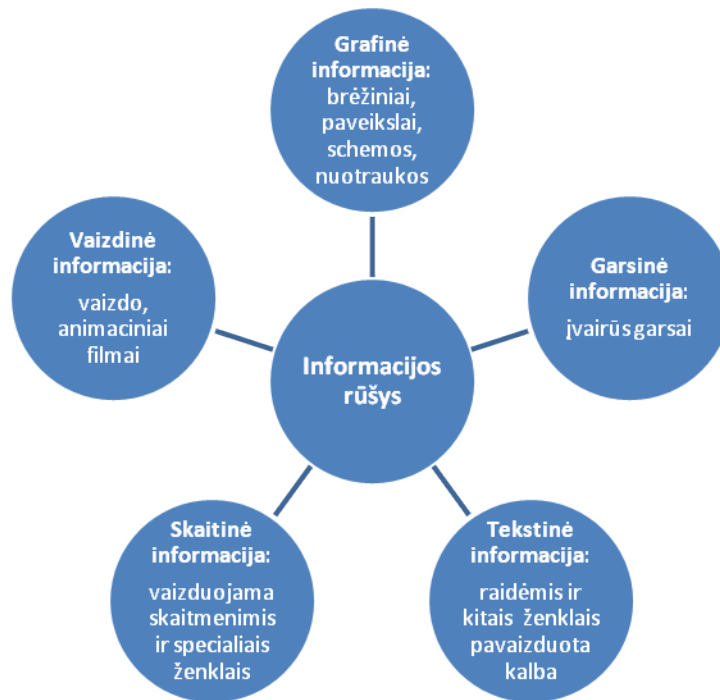 Grafinė
informacija:
brėžiniai,
paveikslai,
schemos,
nuotraukos
Vaizdinė
informacija:
vaizdo,
animaciniai
filmai
Garsinė
informacija:
įvairūs garsai
Informacijos
rūšys
Skaitinė
informacija:
vaizduojama
skaitmenimis
ir specialiais
ženklais
Tekstinė
informacija:
raidėmis ir
kitais ženklais
pavaizduota
kalba